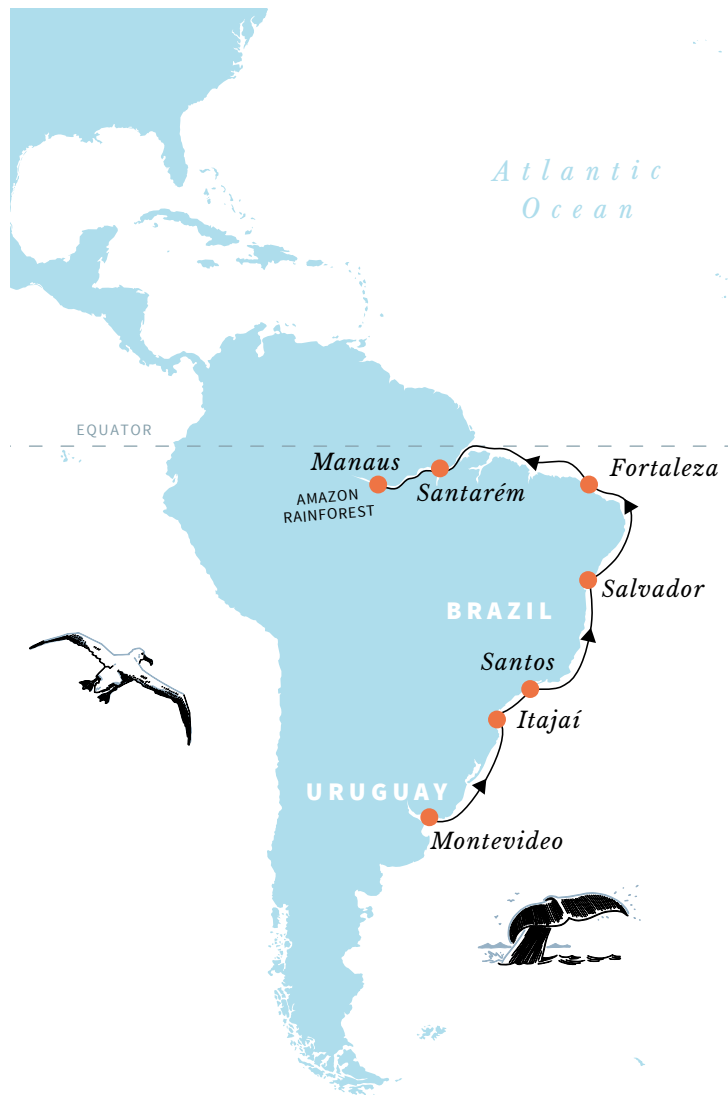 Atlantic
Ocean
EQUATOR
Manaus
Fortaleza
Santarém
AMAZON
RAINFOREST
Salvador
BRAZIL
Santos
Itajaí
URUGUAY
Montevideo